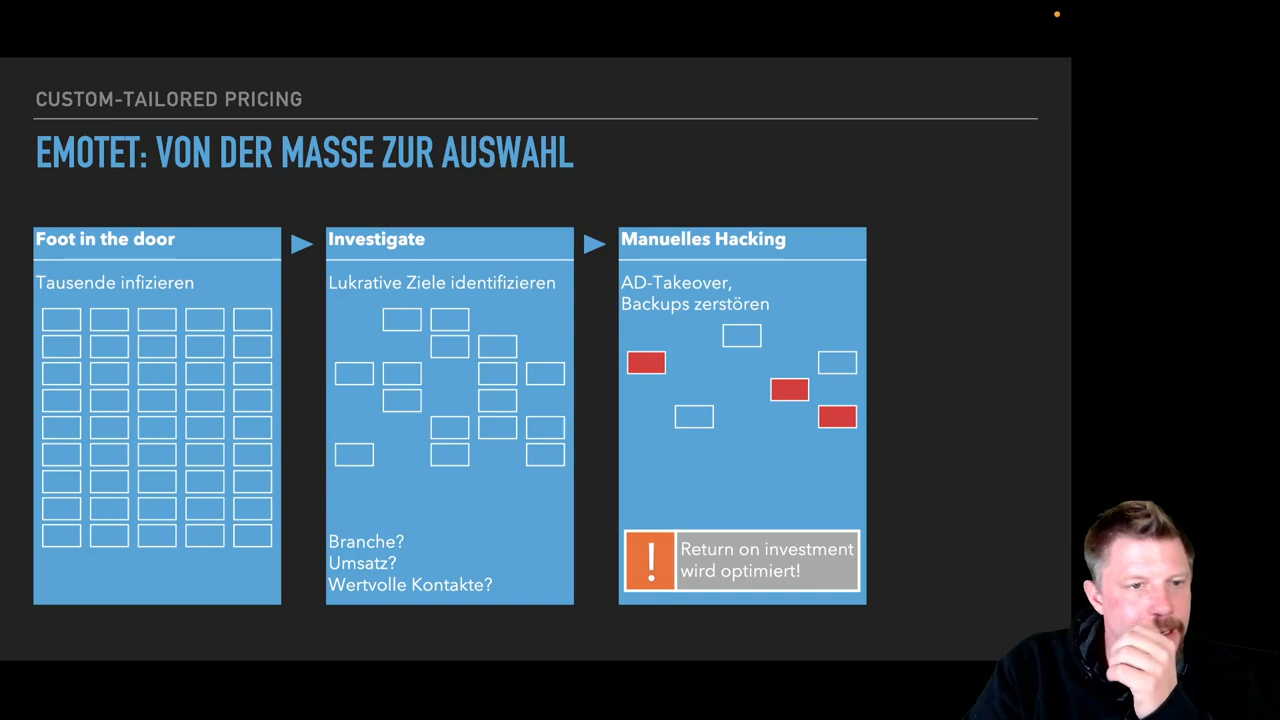 CUSTOM-TAILORED PRICING
EMOTET: VON DER MASSE ZUR AUSWAHL
Foot in the door
Tausende infizieren
Investigate
Lukrative Ziele identifizieren
Branche?
Umsatz?
Wertvolle Kontakte?
Manuelles Hacking
AD-Takeover,
Backups zerstören
!
Return on investment
wird optimiert!